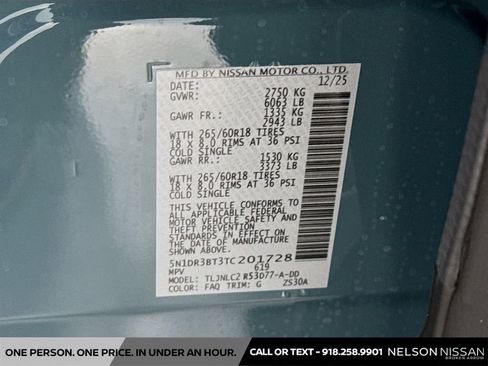 MFD BY NISSAN MOTOR CO., LTD.
DATE: 12/25
GVWR: 2750 KG
6063 LB
GAWR FR.: 1335 KG
2943 LB
WITH 265/60R18 TIRES
18 x 8.0 RIMS AT 36 PSI
COLD SINGLE
GAWR RR.: 1530 KG
3373 LB
WITH 265/60R18 TIRES
18 x 8.0 RIMS AT 36 PSI
COLD SINGLE
THIS VEHICLE CONFORMS TO
ALL APPLICABLE FEDERAL
MOTOR VEHICLE SAFETY AND
THEFT PREVENTION
STANDARDS IN EFFECT ON
THE DATE OF MANUFACTURE
SHOWN ABOVE.
5N1DR3BT3TC201728
MPV 619
MODEL: TLJNLC2 R53D77-A-DD
COLOR: FAQ TRIM: G ZS30A
ONE PERSON. ONE PRICE. IN UNDER AN HOUR.
CALL OR TEXT - 918.258.9901
NELSON NISSAN
BROKEN ARROW